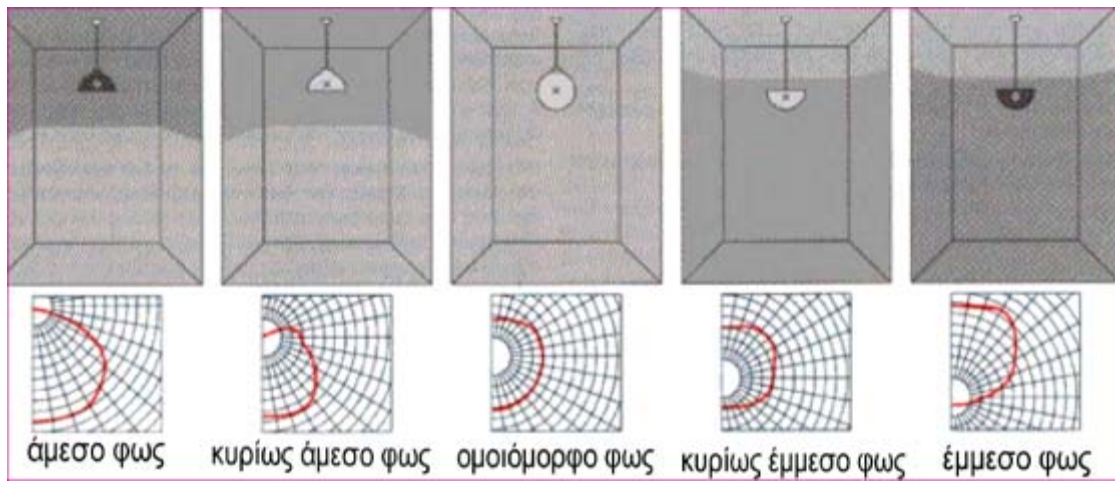 άμεσο φως
κυρίως άμεσο φως
ομοιόμορφο φως
κυρίως έμμεσο φως
έμμεσο φως